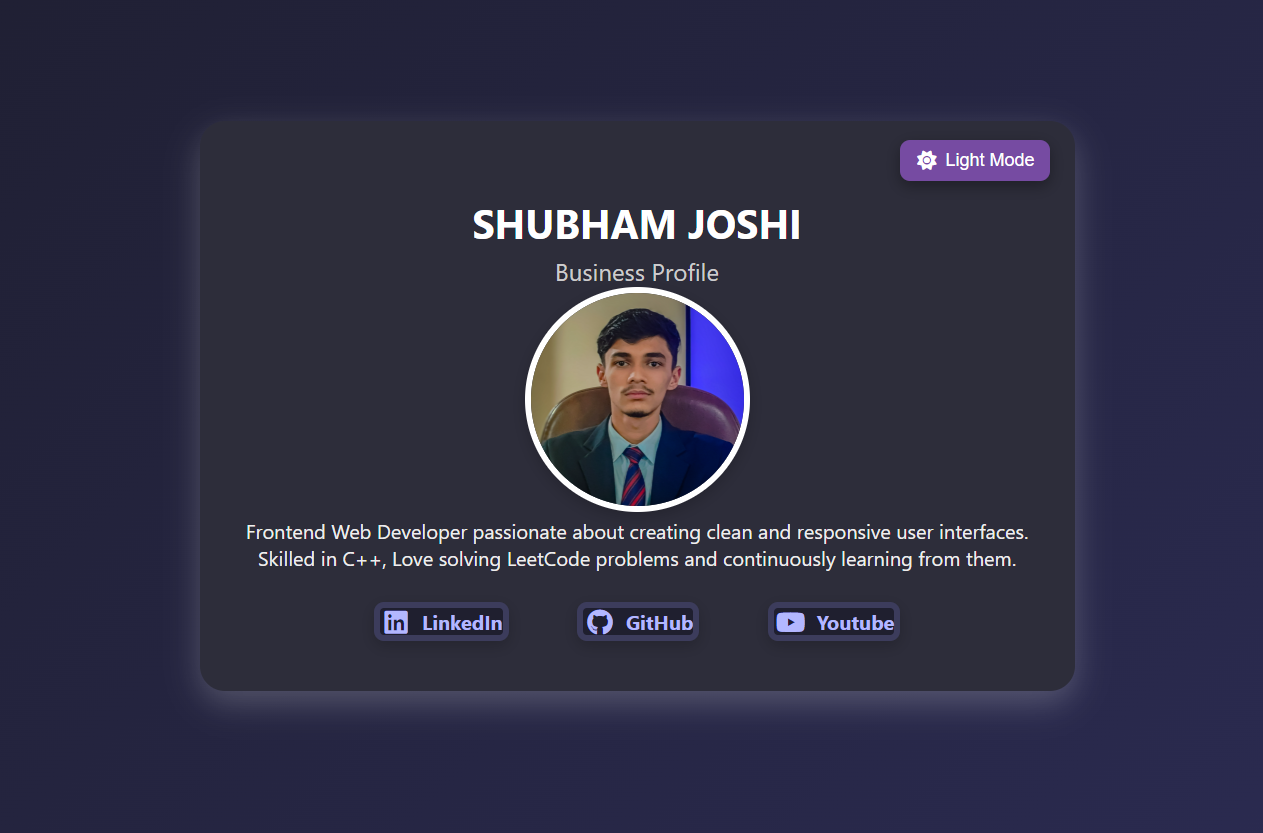 Light Mode
SHUBHAM JOSHI
Business Profile
Frontend Web Developer passionate about creating clean and responsive user interfaces.
Skilled in C++, Love solving LeetCode problems and continuously learning from them.
LinkedIn
GitHub
Youtube